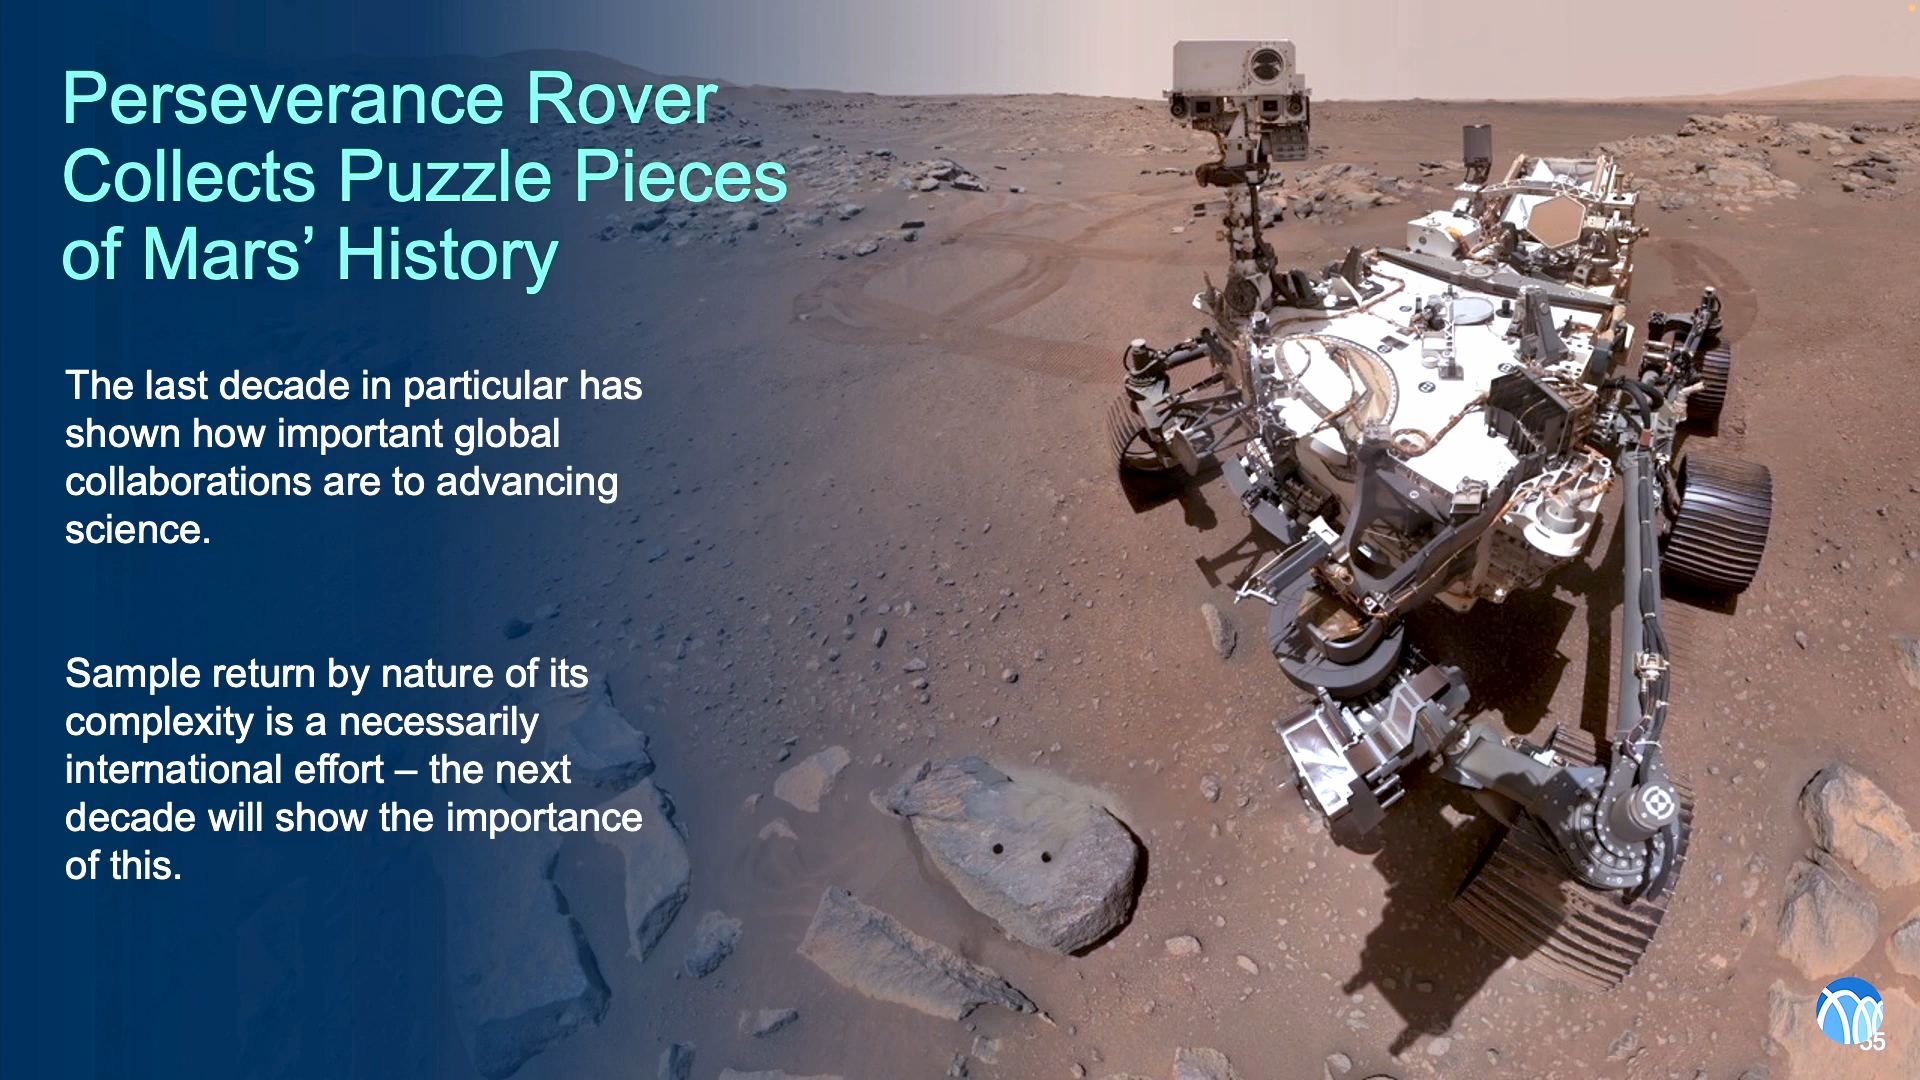 Perseverance Rover
Collects Puzzle Pieces
of Mars’ History
The last decade in particular has
shown how important global
collaborations are to advancing
science.
Sample return by nature of its
complexity is a necessarily
international effort – the next
decade will show the importance
of this.
35